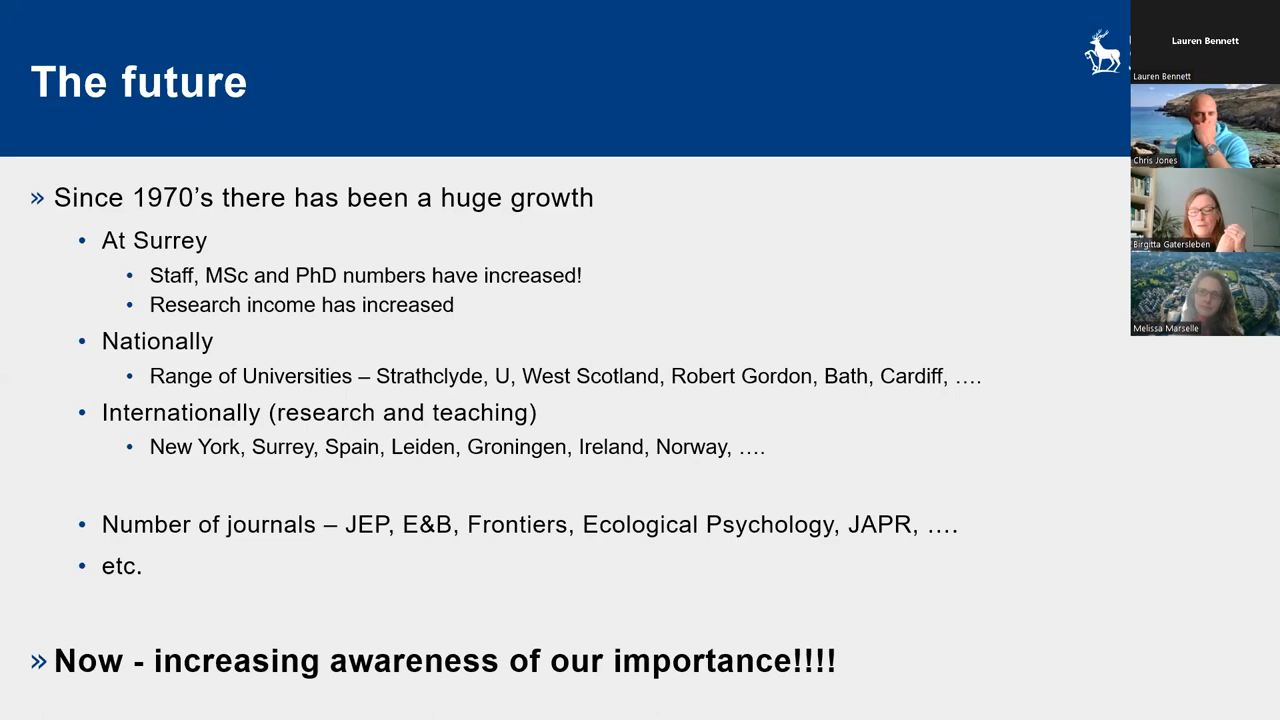 The future
» Since 1970's there has been a huge growth
• At Surrey
• Staff, MSc and PhD numbers have increased!
• Research income has increased
• Nationally
• Range of Universities – Strathclyde, U, West Scotland, Robert Gordon, Bath, Cardiff, ….
• Internationally (research and teaching)
• New York, Surrey, Spain, Leiden, Groningen, Ireland, Norway, ….
• Number of journals – JEP, E&B, Frontiers, Ecological Psychology, JAPR, ….
• etc.
» Now - increasing awareness of our importance!!!!
Lauren Bennett
Lauren Bennett
Chris Jones
Birgitta Gatersleben
Melissa Marselle